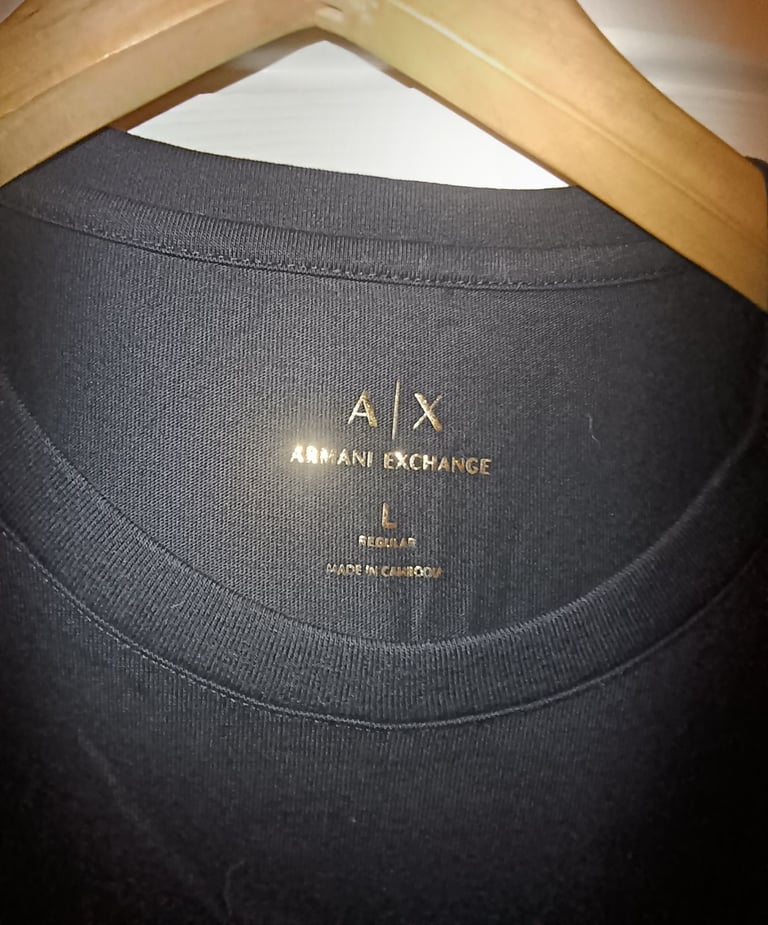 A|X
ARMANI EXCHANGE
L
REGULAR
MADE IN CAMBODIA